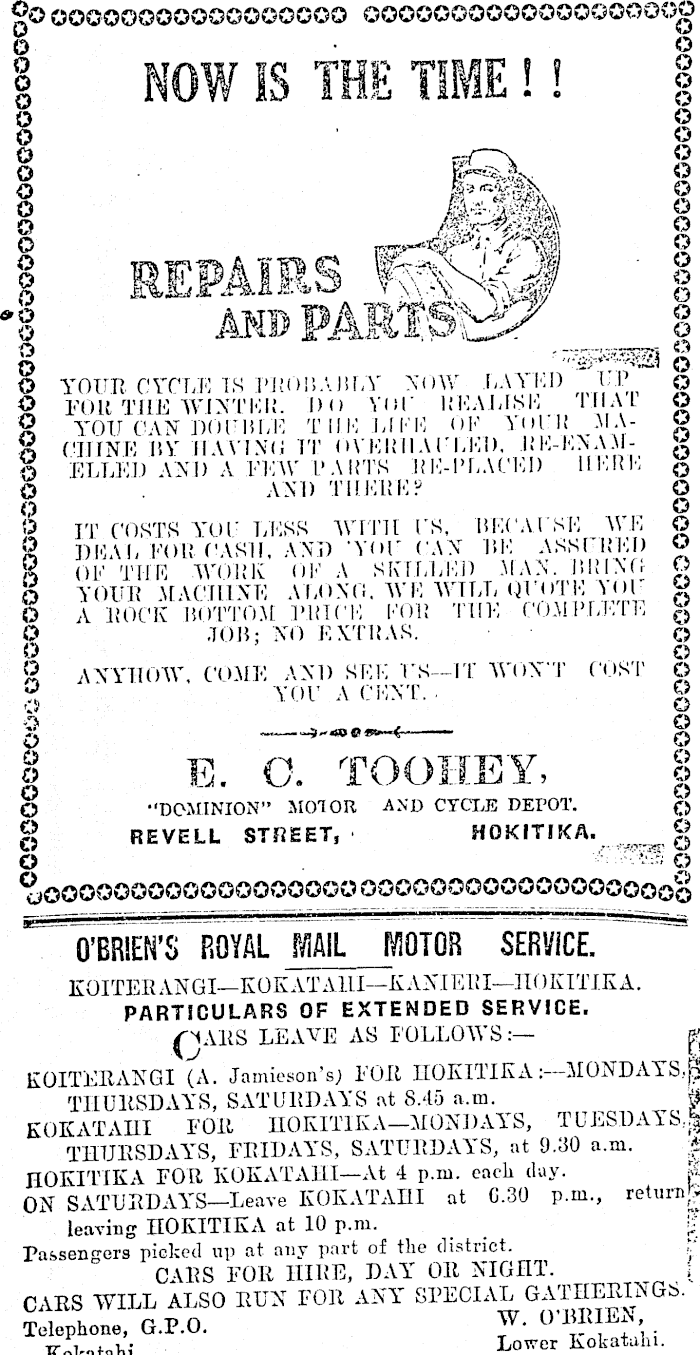 NOW IS THE TIME!!
REPAIRS
AND PARTS
YOUR CYCLE IS PROBABLY NOW LAYED UP
FOR THE WINTER. DO YOU REALISE THAT
YOU CAN DOUBLE THE LIFE OF YOUR MA-
CHINE BY HAVING IT OVERHAULED, RE-ENAM-
ELLED AND A FEW PARTS RE-PLACED HERE
AND THERE?
IT COSTS YOU LESS WITH US, BECAUSE WE
DEAL FOR CASH, AND YOU CAN BE ASSURED
OF THE WORK OF A SKILLED MAN. BRING
YOUR MACHINE ALONG. WE WILL QUOTE YOU
A ROCK BOTTOM PRICE FOR THE COMPLETE
JOB; NO EXTRAS.
ANYHOW, COME AND SEE US—IT WON'T COST
YOU A CENT.
E. C. TOOHEY,
"DOMINION" MOTOR AND CYCLE DEPOT.
REVELL STREET, HOKITIKA.
O'BRIEN'S ROYAL MAIL MOTOR SERVICE.
KOITERANGI—KOKATAHI—KANIERI—HOKITIKA.
PARTICULARS OF EXTENDED SERVICE.
CARS LEAVE AS FOLLOWS:—
KOITERANGI (A. Jamieson's) FOR HOKITIKA:—MONDAYS,
THURSDAYS, SATURDAYS at 8.45 a.m.
KOKATAHI FOR HOKITIKA—MONDAYS, TUESDAYS,
THURSDAYS, FRIDAYS, SATURDAYS, at 9.30 a.m.
HOKITIKA FOR KOKATAHI—At 4 p.m. each day.
ON SATURDAYS—Leave KOKATAHI at 6.30 p.m., return
leaving HOKITIKA at 10 p.m.
Passengers picked up at any part of the district.
CARS FOR HIRE, DAY OR NIGHT.
CARS WILL ALSO RUN FOR ANY SPECIAL GATHERINGS.
Telephone, G.P.O. W. O'BRIEN,
Kokatahi. Lower Kokatahi.